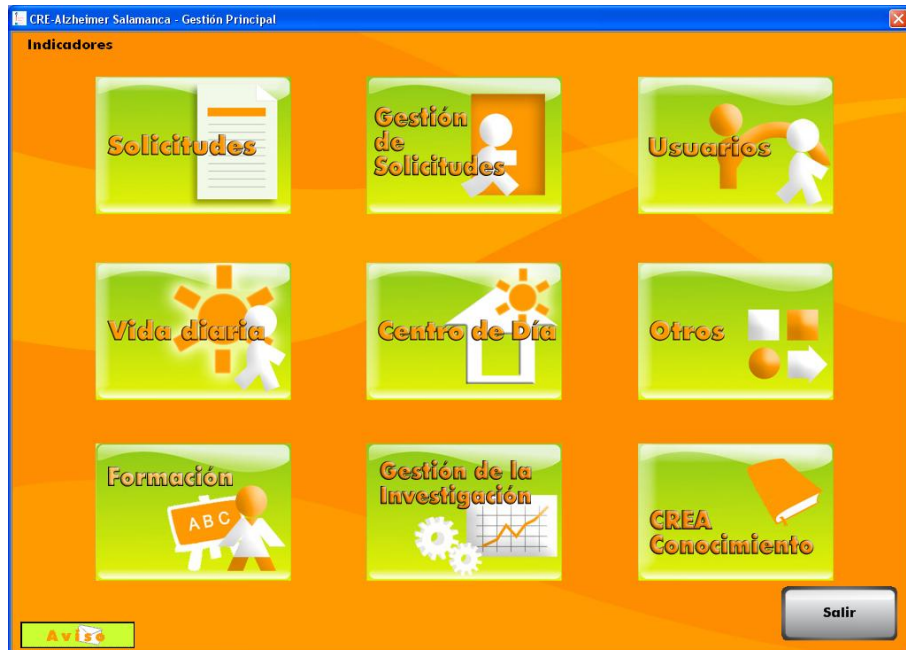 CRE-Alzheimer Salamanca - Gestión Principal
Indicadores
Solicitudes
Gestión
de
Solicitudes
Usuarios
Vida diaria
Centro de Día
Otros
Formación
ABC
Gestión de la
Investigación
CREA
Conocimiento
Salir
Aviso